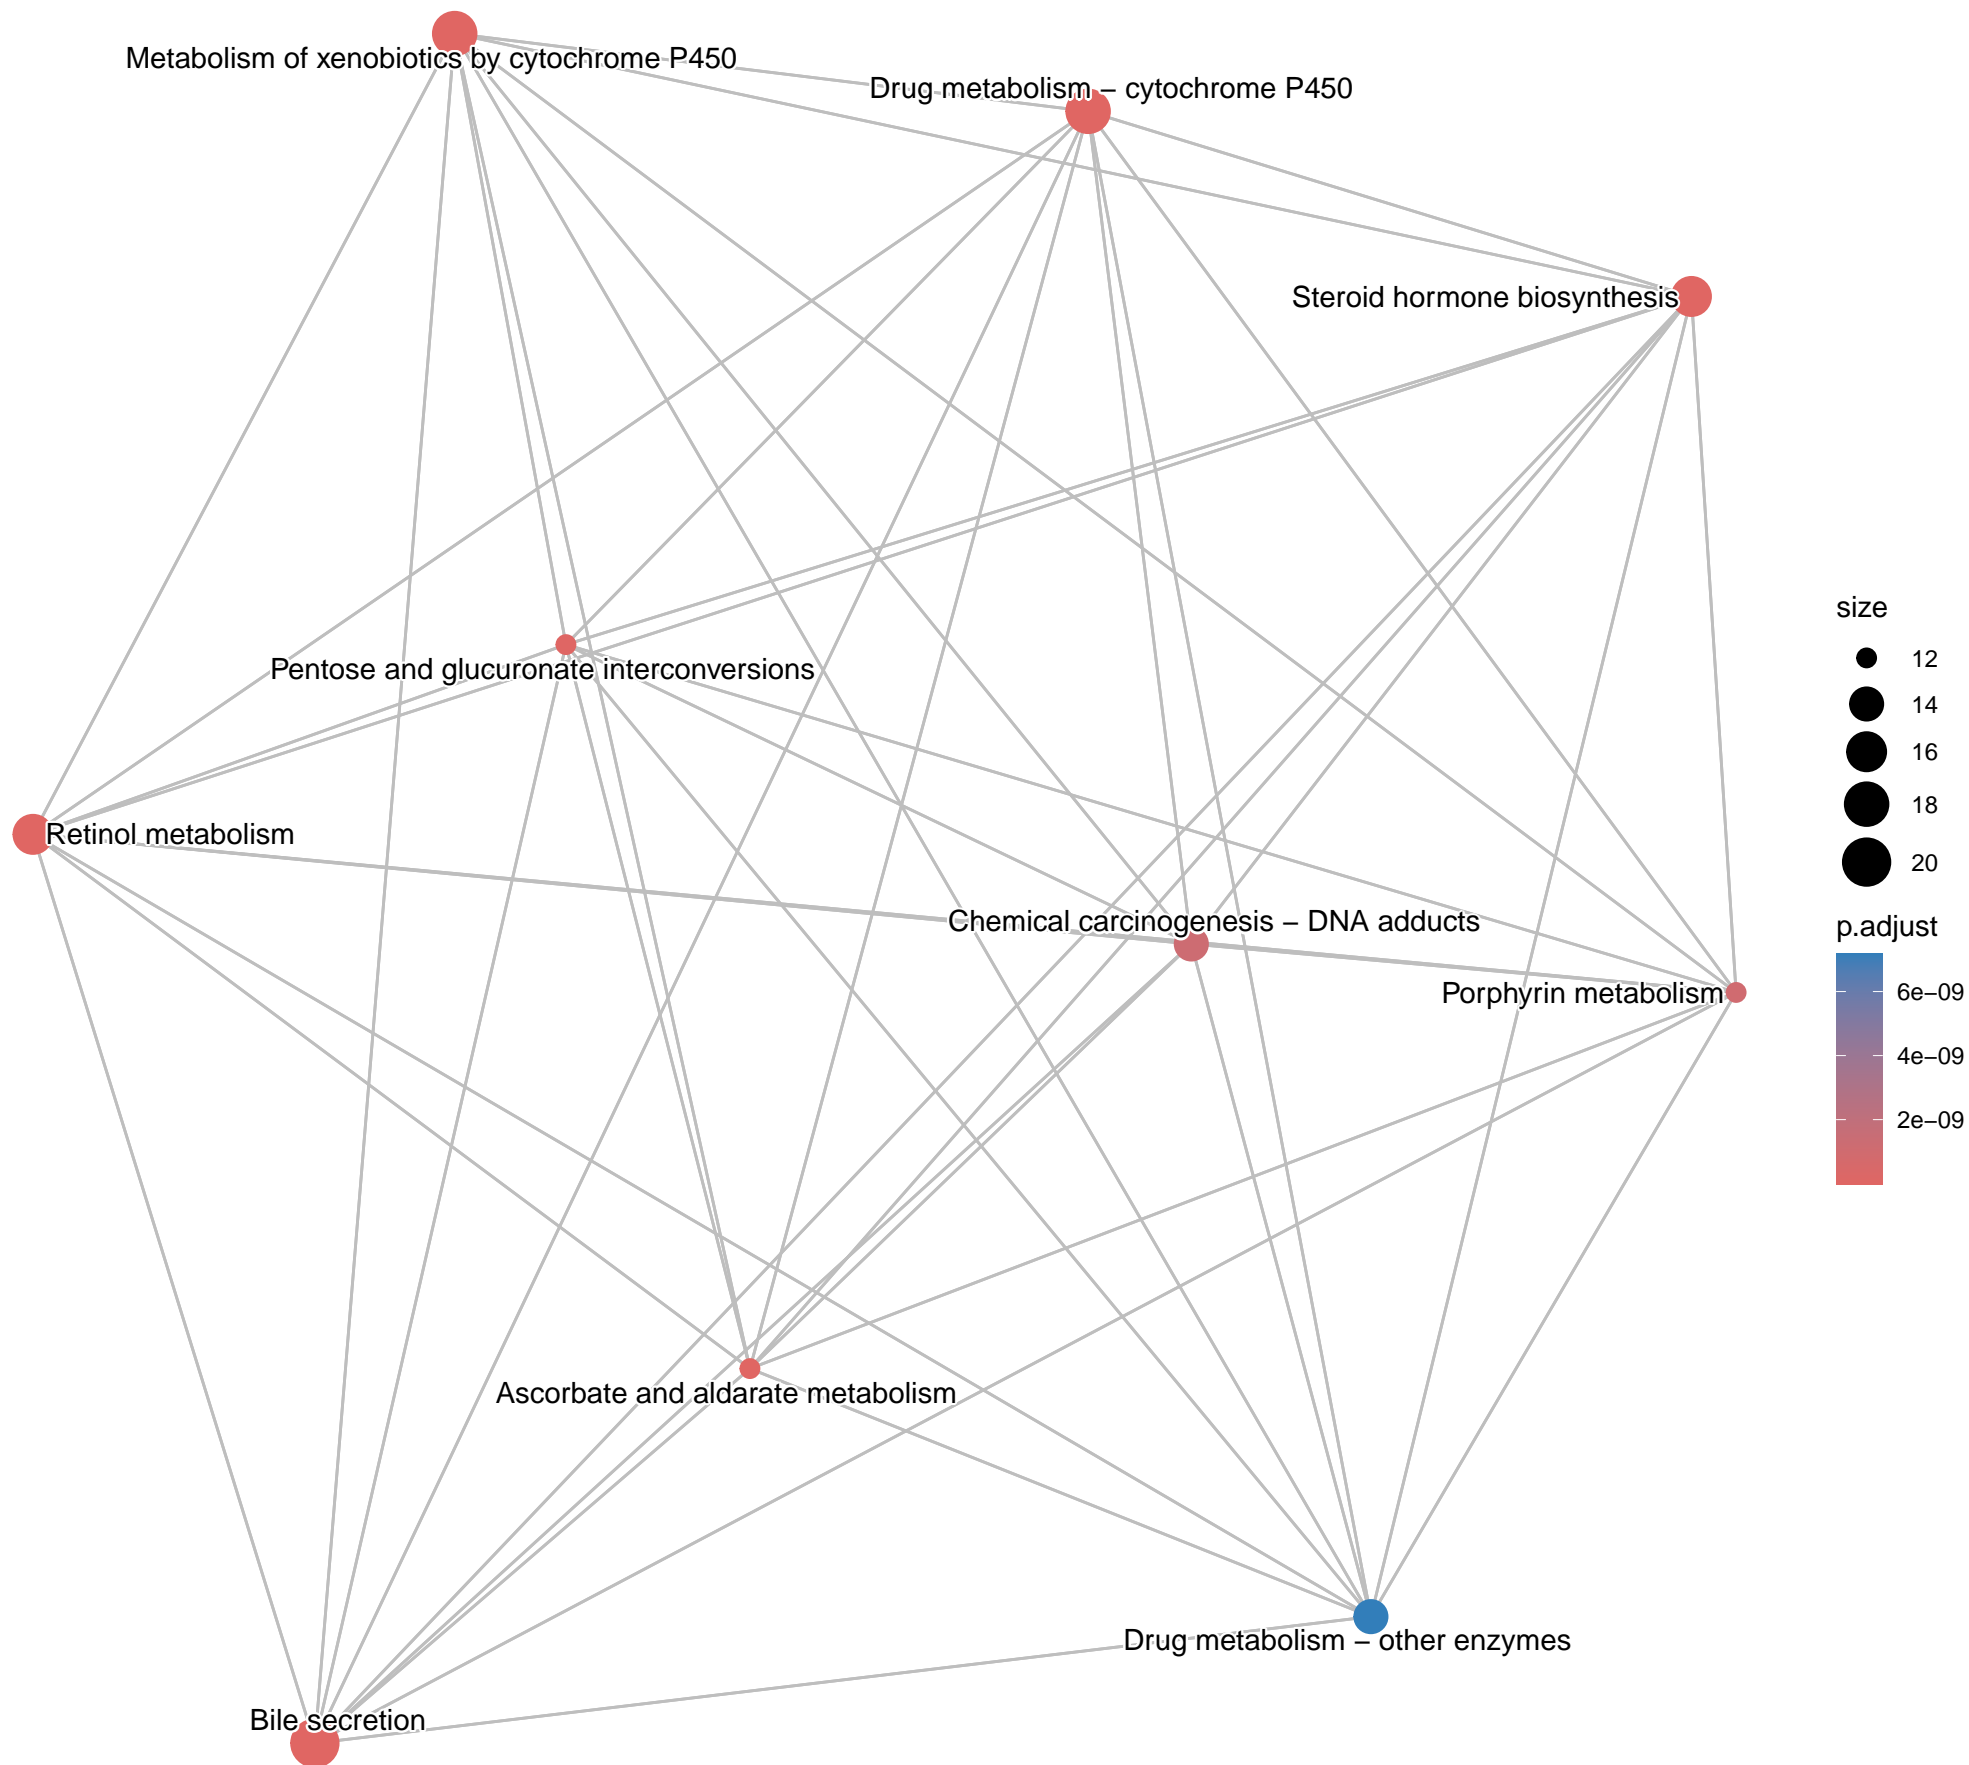 Metabolism of xenobiotics by cytochrome P450
Drug metabolism – cytochrome P450
Steroid hormone biosynthesis
Pentose and glucuronate interconversions
Retinol metabolism
Chemical carcinogenesis – DNA adducts
Porphyrin metabolism
Ascorbate and aldarate metabolism
Drug metabolism – other enzymes
Bile secretion
size
12
14
16
18
20
p.adjust
6e−09
4e−09
2e−09